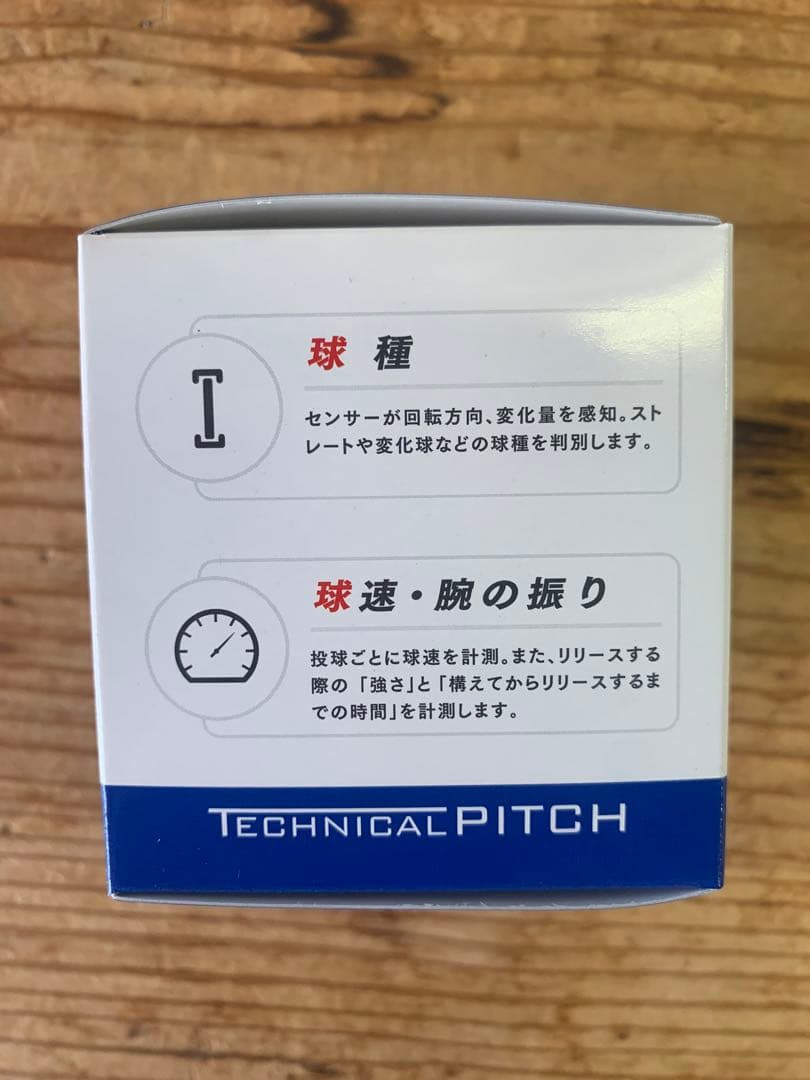 球種
センサーが回転方向、変化量を感知。スト
レートや変化球などの球種を判別します。
球速・腕の振り
投球ごとに球速を計測。また、リリースする
際の「強さ」と「構えてからリリースするま
での時間」を計測します。
TECHNICALPITCH